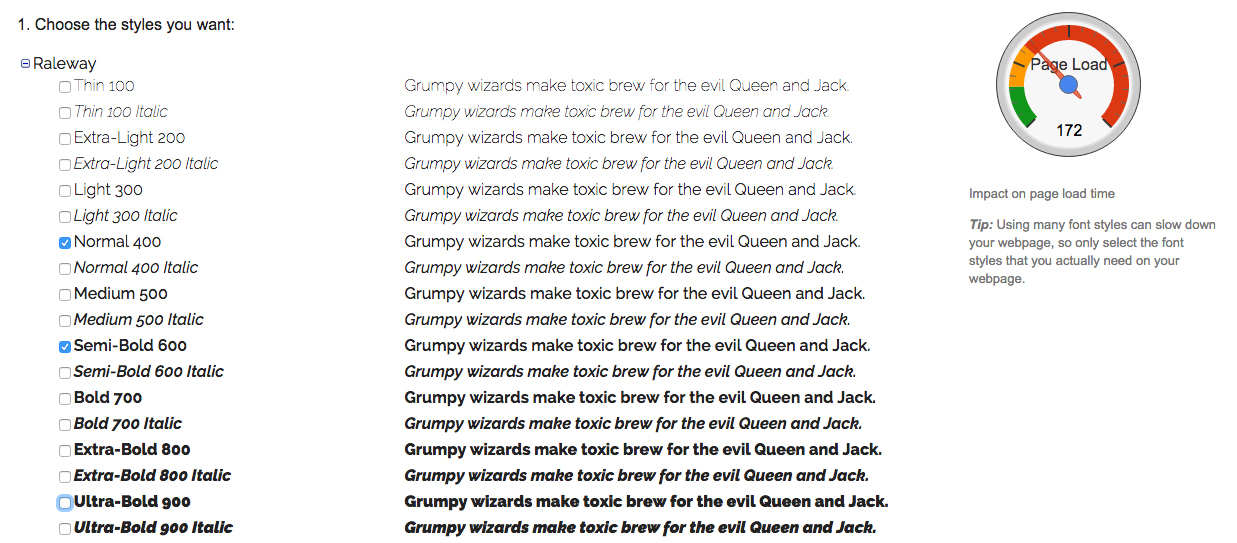 1. Choose the styles you want:
Raleway
Thin 100 Grumpy wizards make toxic brew for the evil Queen and Jack.
Thin 100 Italic Grumpy wizards make toxic brew for the evil Queen and Jack.
Extra-Light 200 Grumpy wizards make toxic brew for the evil Queen and Jack.
Extra-Light 200 Italic Grumpy wizards make toxic brew for the evil Queen and Jack.
Light 300 Grumpy wizards make toxic brew for the evil Queen and Jack.
Light 300 Italic Grumpy wizards make toxic brew for the evil Queen and Jack.
Normal 400 Grumpy wizards make toxic brew for the evil Queen and Jack.
Normal 400 Italic Grumpy wizards make toxic brew for the evil Queen and Jack.
Medium 500 Grumpy wizards make toxic brew for the evil Queen and Jack.
Medium 500 Italic Grumpy wizards make toxic brew for the evil Queen and Jack.
Semi-Bold 600 Grumpy wizards make toxic brew for the evil Queen and Jack.
Semi-Bold 600 Italic Grumpy wizards make toxic brew for the evil Queen and Jack.
Bold 700 Grumpy wizards make toxic brew for the evil Queen and Jack.
Bold 700 Italic Grumpy wizards make toxic brew for the evil Queen and Jack.
Extra-Bold 800 Grumpy wizards make toxic brew for the evil Queen and Jack.
Extra-Bold 800 Italic Grumpy wizards make toxic brew for the evil Queen and Jack.
Ultra-Bold 900 Grumpy wizards make toxic brew for the evil Queen and Jack.
Ultra-Bold 900 Italic Grumpy wizards make toxic brew for the evil Queen and Jack.
Page Load
172
Impact on page load time
Tip: Using many font styles can slow down
your webpage, so only select the font
styles that you actually need on your
webpage.